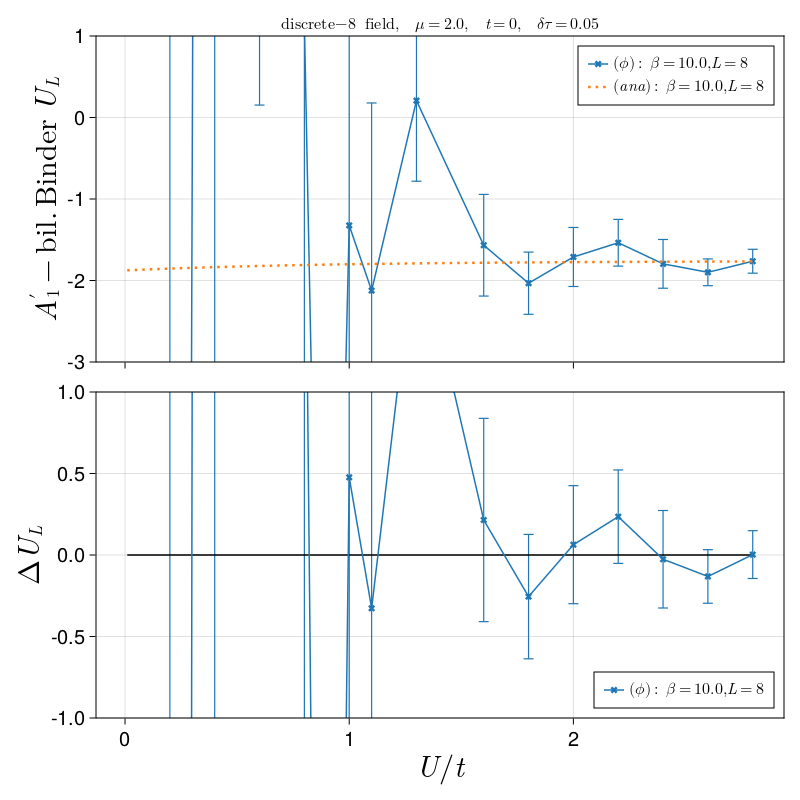 discrete−8 field, μ = 2.0, t = 0, δτ = 0.05
1
0
-1
-2
-3
A′₁ − bil. Binder U_L
(ϕ) : β = 10.0, L = 8
(ana) : β = 10.0, L = 8
1.0
0.5
0.0
-0.5
-1.0
Δ U_L
(ϕ) : β = 10.0, L = 8
0 1 2
U/t